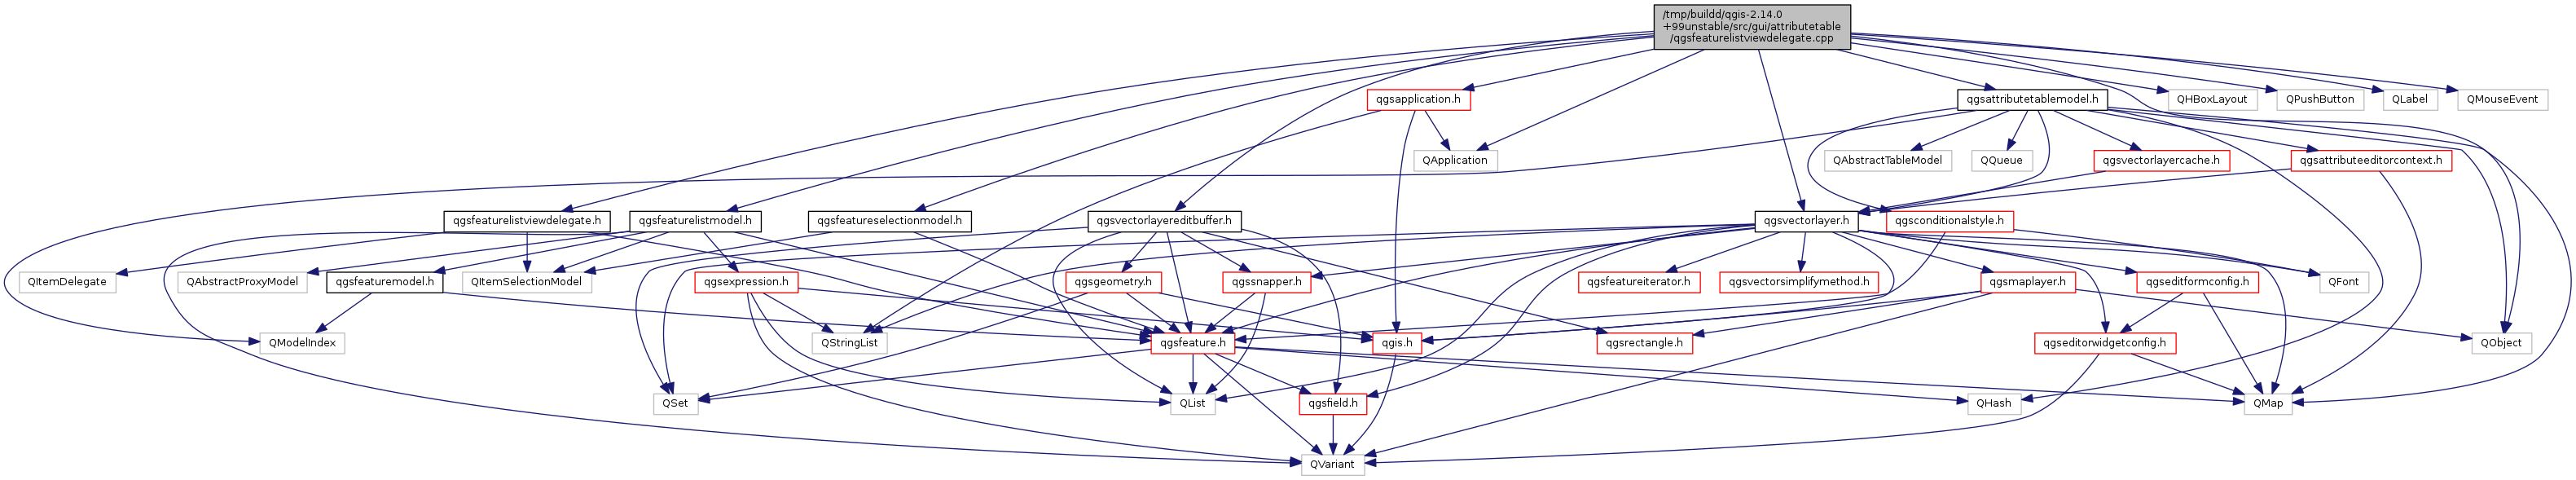 /tmp/buildd/qgis-2.14.0
+99unstable/src/gui/attributetable
/qgsfeaturelistviewdelegate.cpp
qgsapplication.h
qgsattributetablemodel.h
QHBoxLayout
QPushButton
QLabel
QMouseEvent
QApplication
QAbstractTableModel
QQueue
qgsvectorlayercache.h
qgsattributeeditorcontext.h
qgsfeaturelistviewdelegate.h
qgsfeaturelistmodel.h
qgsfeatureselectionmodel.h
qgsvectorlayereditbuffer.h
qgsvectorlayer.h
qgsconditionalstyle.h
QItemDelegate
QAbstractProxyModel
qgsfeaturemodel.h
QItemSelectionModel
qgsexpression.h
qgsgeometry.h
qgssnapper.h
qgsfeatureiterator.h
qgsvectorsimplifymethod.h
qgsmaplayer.h
qgseditformconfig.h
QFont
QModelIndex
QStringList
qgsfeature.h
qgis.h
qgsrectangle.h
qgseditorwidgetconfig.h
QObject
QSet
QList
qgsfield.h
QHash
QMap
QVariant